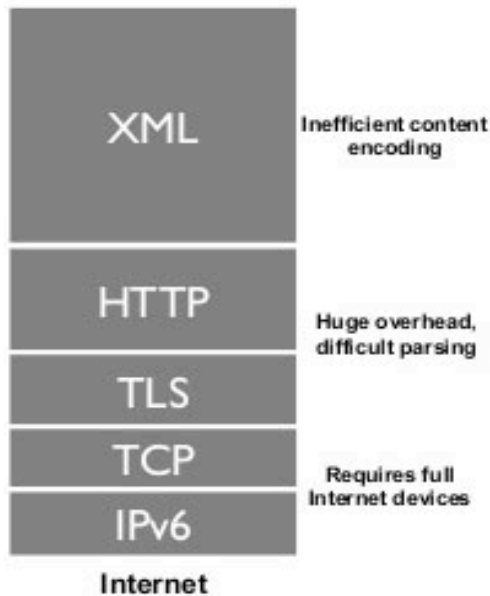 XML
Inefficient content
encoding
HTTP
Huge overhead,
difficult parsing
TLS
TCP
Requires full
Internet devices
IPv6
Internet